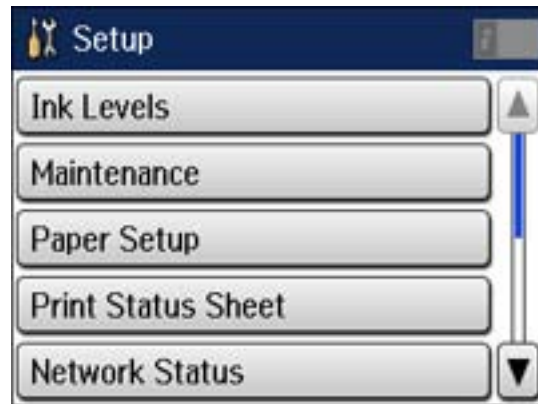 Setup
Ink Levels
Maintenance
Paper Setup
Print Status Sheet
Network Status